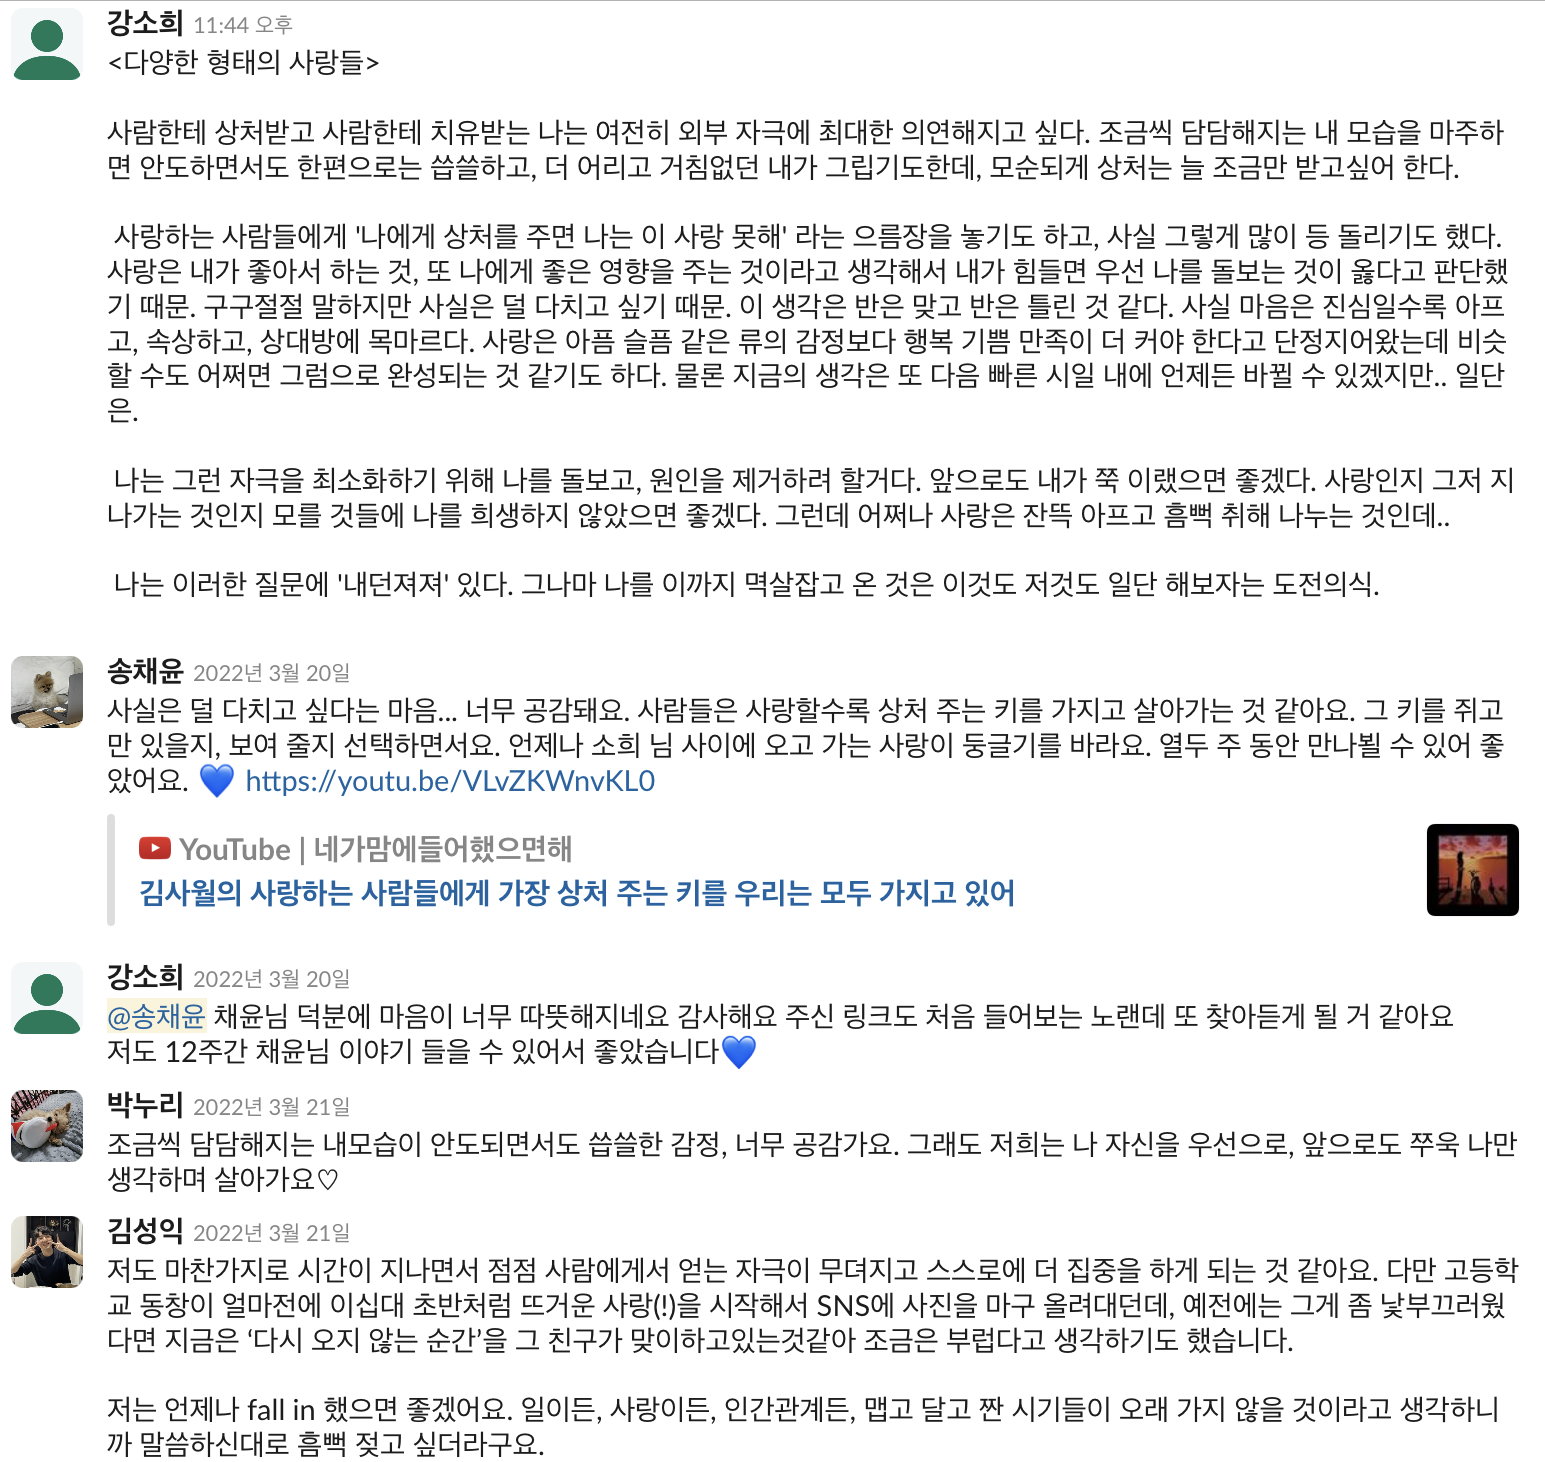 강소희 11:44 오후
<다양한 형태의 사랑들>
사람한테 상처받고 사람한테 치유받는 나는 여전히 외부 자극에 최대한 의연해지고 싶다. 조금씩 담담해지는 내 모습을 마주하
면 안도하면서도 한편으로는 씁쓸하고, 더 어리고 거침없던 내가 그립기도한데, 모순되게 상처는 늘 조금만 받고싶어 한다.
사랑하는 사람들에게 '나에게 상처를 주면 나는 이 사랑 못해' 라는 으름장을 놓기도 하고, 사실 그렇게 많이 등 돌리기도 했다.
사랑은 내가 좋아서 하는 것, 또 나에게 좋은 영향을 주는 것이라고 생각해서 내가 힘들면 우선 나를 돌보는 것이 옳다고 판단했
기 때문. 구구절절 말하지만 사실은 덜 다치고 싶기 때문. 이 생각은 반은 맞고 반은 틀린 것 같다. 사실 마음은 진심일수록 아프
고, 속상하고, 상대방에 목마르다. 사랑은 아픔 슬픔 같은 류의 감정보다 행복 기쁨 만족이 더 커야 한다고 단정지어왔는데 비슷
할 수도 어쩌면 그럼으로 완성되는 것 같기도 하다. 물론 지금의 생각은 또 다음 빠른 시일 내에 언제든 바뀔 수 있겠지만.. 일단
은.
나는 그런 자극을 최소화하기 위해 나를 돌보고, 원인을 제거하려 할거다. 앞으로도 내가 쭉 이랬으면 좋겠다. 사랑인지 그저 지
나가는 것인지 모를 것들에 나를 희생하지 않았으면 좋겠다. 그런데 어쩌나 사랑은 잔뜩 아프고 흠뻑 취해 나누는 것인데..
나는 이러한 질문에 '내던져져' 있다. 그나마 나를 이까지 멱살잡고 온 것은 이것도 저것도 일단 해보자는 도전의식.
송채윤 2022년 3월 20일
사실은 덜 다치고 싶다는 마음... 너무 공감돼요. 사람들은 사랑할수록 상처 주는 키를 가지고 살아가는 것 같아요. 그 키를 쥐고
만 있을지, 보여 줄지 선택하면서요. 언제나 소희 님 사이에 오고 가는 사랑이 둥글기를 바라요. 열두 주 동안 만나뵐 수 있어 좋
았어요. 💙 https://youtu.be/VLvZKWnvKL0
YouTube | 네가맘에들어했으면해
김사월의 사랑하는 사람들에게 가장 상처 주는 키를 우리는 모두 가지고 있어
강소희 2022년 3월 20일
@송채윤 채윤님 덕분에 마음이 너무 따뜻해지네요 감사해요 주신 링크도 처음 들어보는 노랜데 또 찾아듣게 될 거 같아요
저도 12주간 채윤님 이야기 들을 수 있어서 좋았습니다💙
박누리 2022년 3월 21일
조금씩 담담해지는 내모습이 안도되면서도 씁쓸한 감정, 너무 공감가요. 그래도 저희는 나 자신을 우선으로, 앞으로도 쭈욱 나만
생각하며 살아가요♡
김성익 2022년 3월 21일
저도 마찬가지로 시간이 지나면서 점점 사람에게서 얻는 자극이 무뎌지고 스스로에 더 집중을 하게 되는 것 같아요. 다만 고등학
교 동창이 얼마전에 이십대 초반처럼 뜨거운 사랑(!)을 시작해서 SNS에 사진을 마구 올려대던데, 예전에는 그게 좀 낯부끄러웠
다면 지금은 ‘다시 오지 않는 순간’을 그 친구가 맞이하고있는것같아 조금은 부럽다고 생각하기도 했습니다.
저는 언제나 fall in 했으면 좋겠어요. 일이든, 사랑이든, 인간관계든, 맵고 달고 짠 시기들이 오래 가지 않을 것이라고 생각하니
까 말씀하신대로 흠뻑 젖고 싶더라구요.